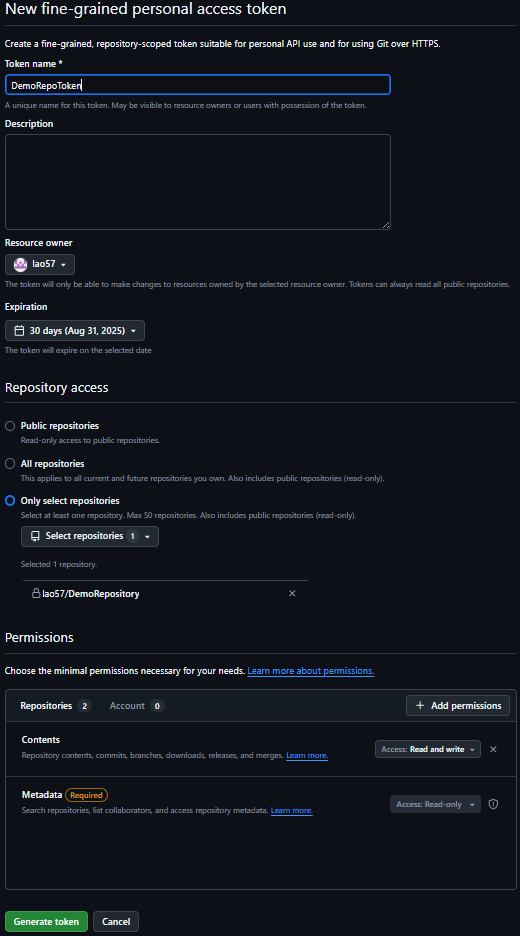 New fine-grained personal access token
Create a fine-grained, repository-scoped token suitable for personal API use and for using Git over HTTPS.
Token name *
DemoRepoToken
A unique name for this token. May be visible to resource owners or users with possession of the token.
Description
Resource owner
lao57
The token will only be able to make changes to resources owned by the selected resource owner. Tokens can always read all public repositories.
Expiration
30 days (Aug 31, 2025)
The token will expire on the selected date
Repository access
Public repositories
Read-only access to public repositories.
All repositories
This applies to all current and future repositories you own. Also includes public repositories (read-only).
Only select repositories
Select at least one repository. Max 50 repositories. Also includes public repositories (read-only).
Select repositories 1
Selected 1 repository.
lao57/DemoRepository
Permissions
Choose the minimal permissions necessary for your needs. Learn more about permissions.
Repositories 2 Account 0 Add permissions
Contents
Repository contents, commits, branches, downloads, releases, and merges. Learn more.
Access: Read and write
Metadata Required
Search repositories, list collaborators, and access repository metadata. Learn more.
Access: Read-only
Generate token Cancel